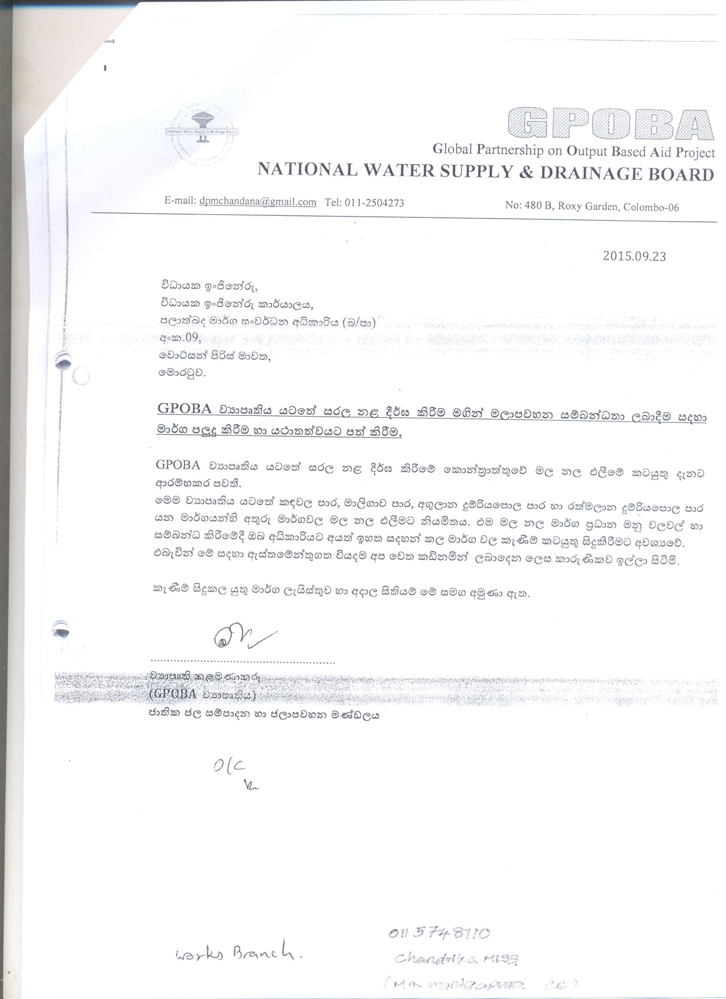 National Water Supply & Drainage Board
GPOBA
Global Partnership on Output Based Aid Project
NATIONAL WATER SUPPLY & DRAINAGE BOARD
E-mail: dpmchandana@gmail.com Tel: 011-2504273 No: 480 B, Roxy Garden, Colombo-06
2015.09.23
විධායක ඉංජිනේරු,
විධායක ඉංජිනේරු කාර්යාලය,
පලාත්බද මාර්ග සංවර්ධන අධිකාරිය (බ/පා)
අංක.09,
වොට්සන් පීරිස් මාවත,
මොරටුව.
GPOBA ව්‍යාපෘතිය යටතේ සරල නළ දීර්ඝ කිරීම මගින් මලාපවහන සම්බන්ධතා ලබාදීම සදහා
මාර්ග පලුදු කිරීම හා යථාතත්වයට පත් කිරීම.
GPOBA ව්‍යාපෘතිය යටතේ සරල නළ දීර්ඝ කිරීමේ කොන්ත්‍රාත්තුවේ මල නල එලීමේ කටයුතු දැනට
ආරම්භකර පවතී.
මෙම ව්‍යාපෘතිය යටතේ කඳවල පාර, මාලිගාව පාර, අගුලාන දුම්රියපොල පාර හා රත්මලාන දුම්රියපොල පාර
යන මාර්ගයන්හි අතුරු මාර්ගවල මල නල එලීමට නියමිතය. එම මල නල මාර්ග ප්‍රධාන මනු වලවල් හා
සම්බන්ධ කිරීමේදී ඔබ අධිකාරියට අයත් ඉහත සදහන් කල මාර්ග වල කැණීම් කටයුතු සිදුකිරීමට අවශ්‍යවේ.
එබැවින් මේ සදහා ඇස්තමේන්තුගත වියදම අප වෙත කඩිනමින් ලබාදෙන ලෙස කාරුණිකව ඉල්ලා සිටිමි.
කැණීම් සිදුකල යුතු මාර්ග ලැයිස්තුව හා අදාල සිතියම් මේ සමග අමුණා ඇත.
ව්‍යාපෘති කළමණාකරු
(GPOBA ව්‍යාපෘතිය)
ජාතික ජල සම්පාදන හා ජලාපවහන මණ්ඩලය
O/C
011 5748110
Works Branch.
Chandrika MISS